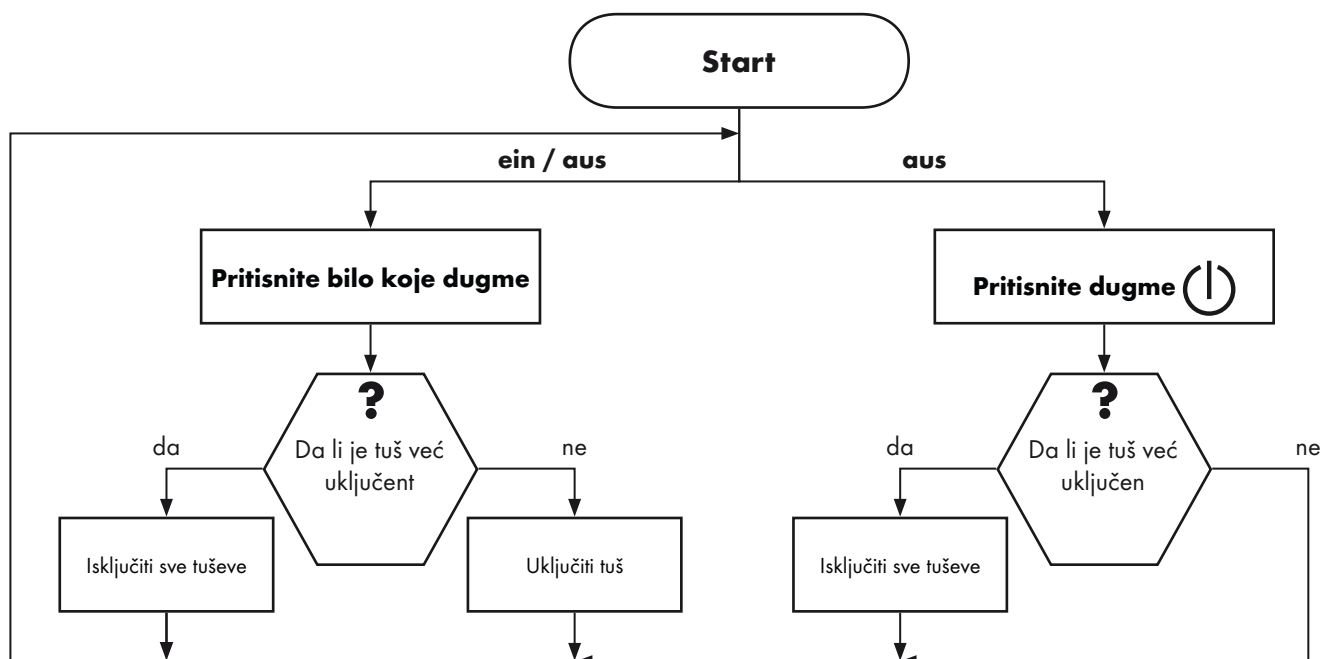 Start
ein / aus
aus
Pritisnite bilo koje dugme
Pritisnite dugme
?
Da li je tuš već
uključent
da
ne
?
Da li je tuš već
uključen
da
ne
Isključiti sve tuševe
Uključiti tuš
Isključiti sve tuševe